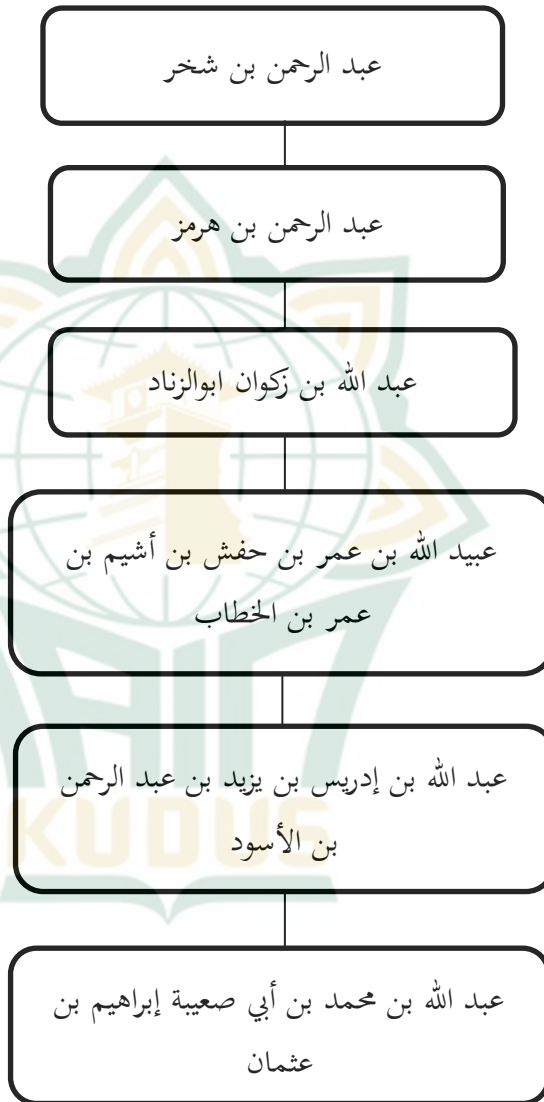 عبد الرحمن بن شخر
عبد الرحمن بن هرمز
عبد الله بن زكوان ابوالزناد
عبيد الله بن عمر بن حفش بن أشيم بن
عمر بن الخطاب
عبد الله بن إدريس بن يزيد بن عبد الرحمن
بن الأسود
عبد الله بن محمد بن أبي صعيبة إبراهيم بن
عثمان
KUDUS